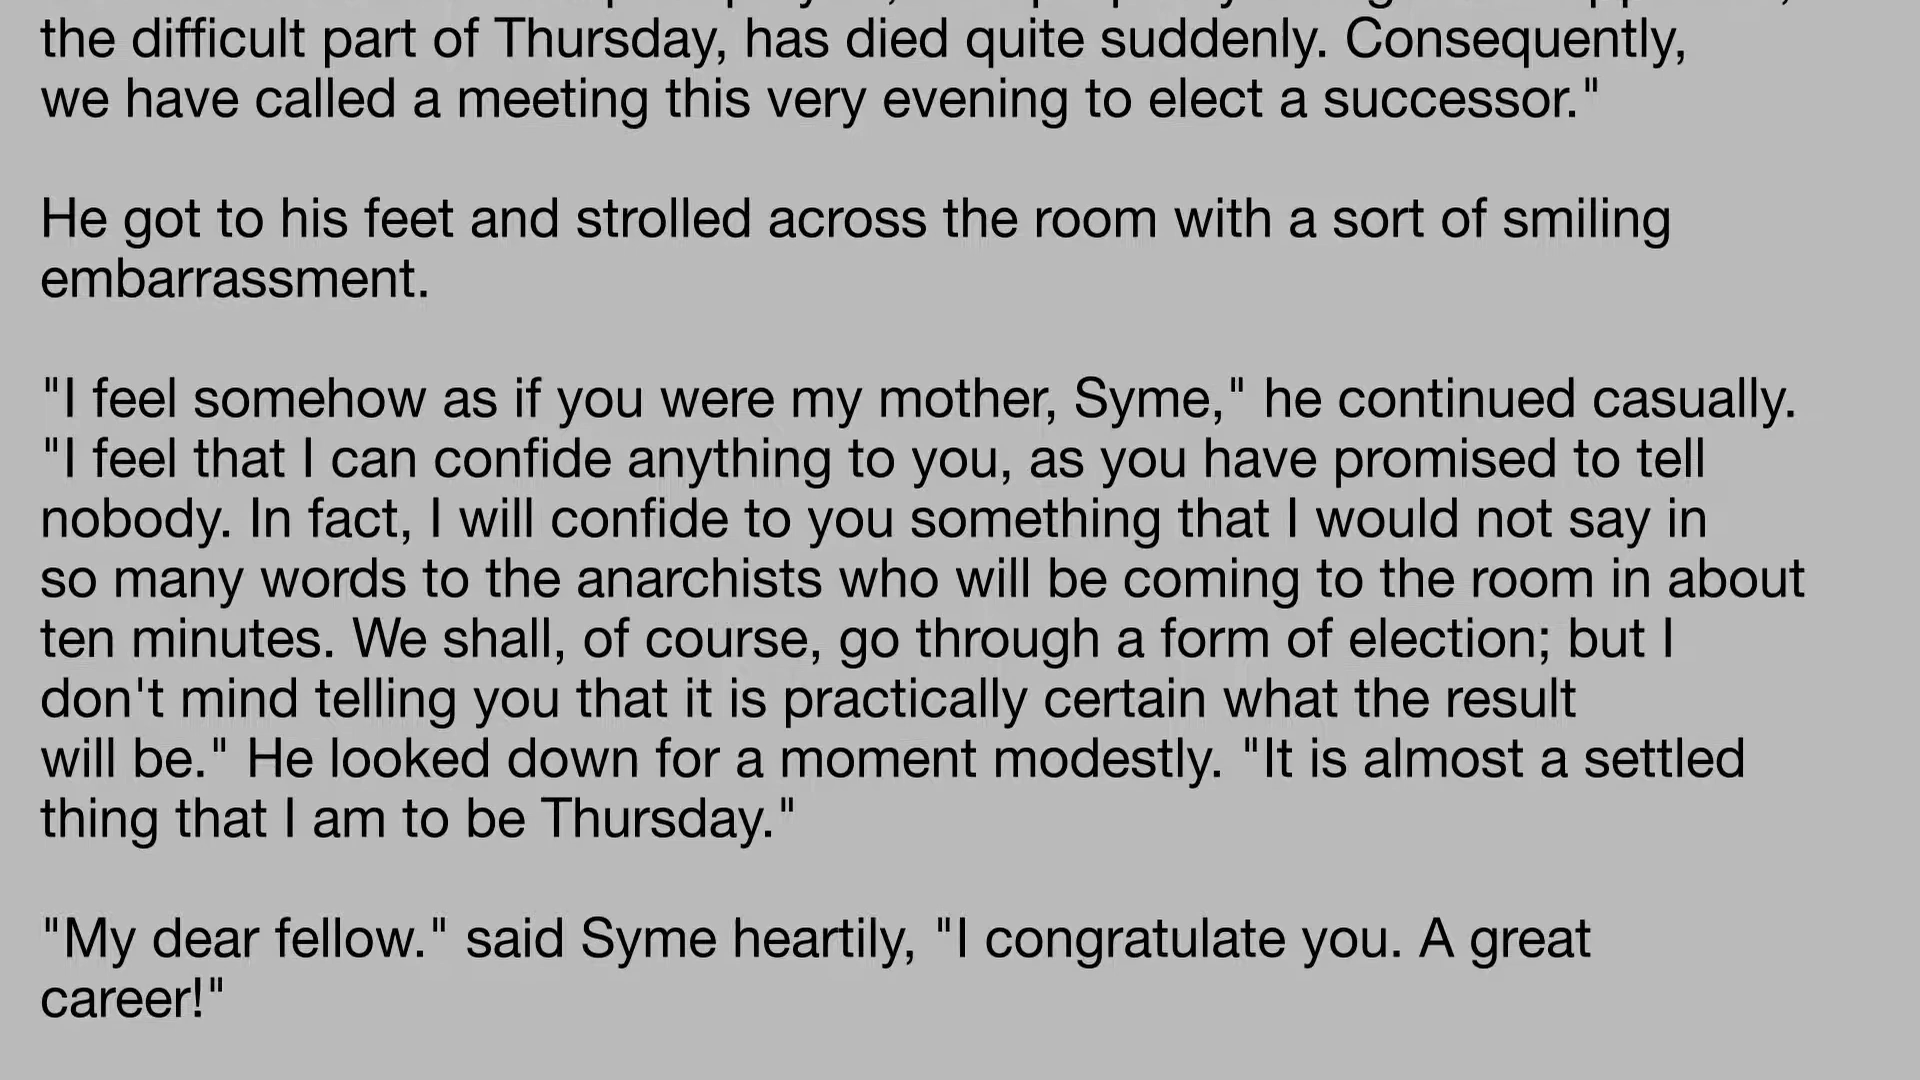 the difficult part of Thursday, has died quite suddenly. Consequently,
we have called a meeting this very evening to elect a successor."
He got to his feet and strolled across the room with a sort of smiling
embarrassment.
"I feel somehow as if you were my mother, Syme," he continued casually.
"I feel that I can confide anything to you, as you have promised to tell
nobody. In fact, I will confide to you something that I would not say in
so many words to the anarchists who will be coming to the room in about
ten minutes. We shall, of course, go through a form of election; but I
don't mind telling you that it is practically certain what the result
will be." He looked down for a moment modestly. "It is almost a settled
thing that I am to be Thursday."
"My dear fellow." said Syme heartily, "I congratulate you. A great
career!"